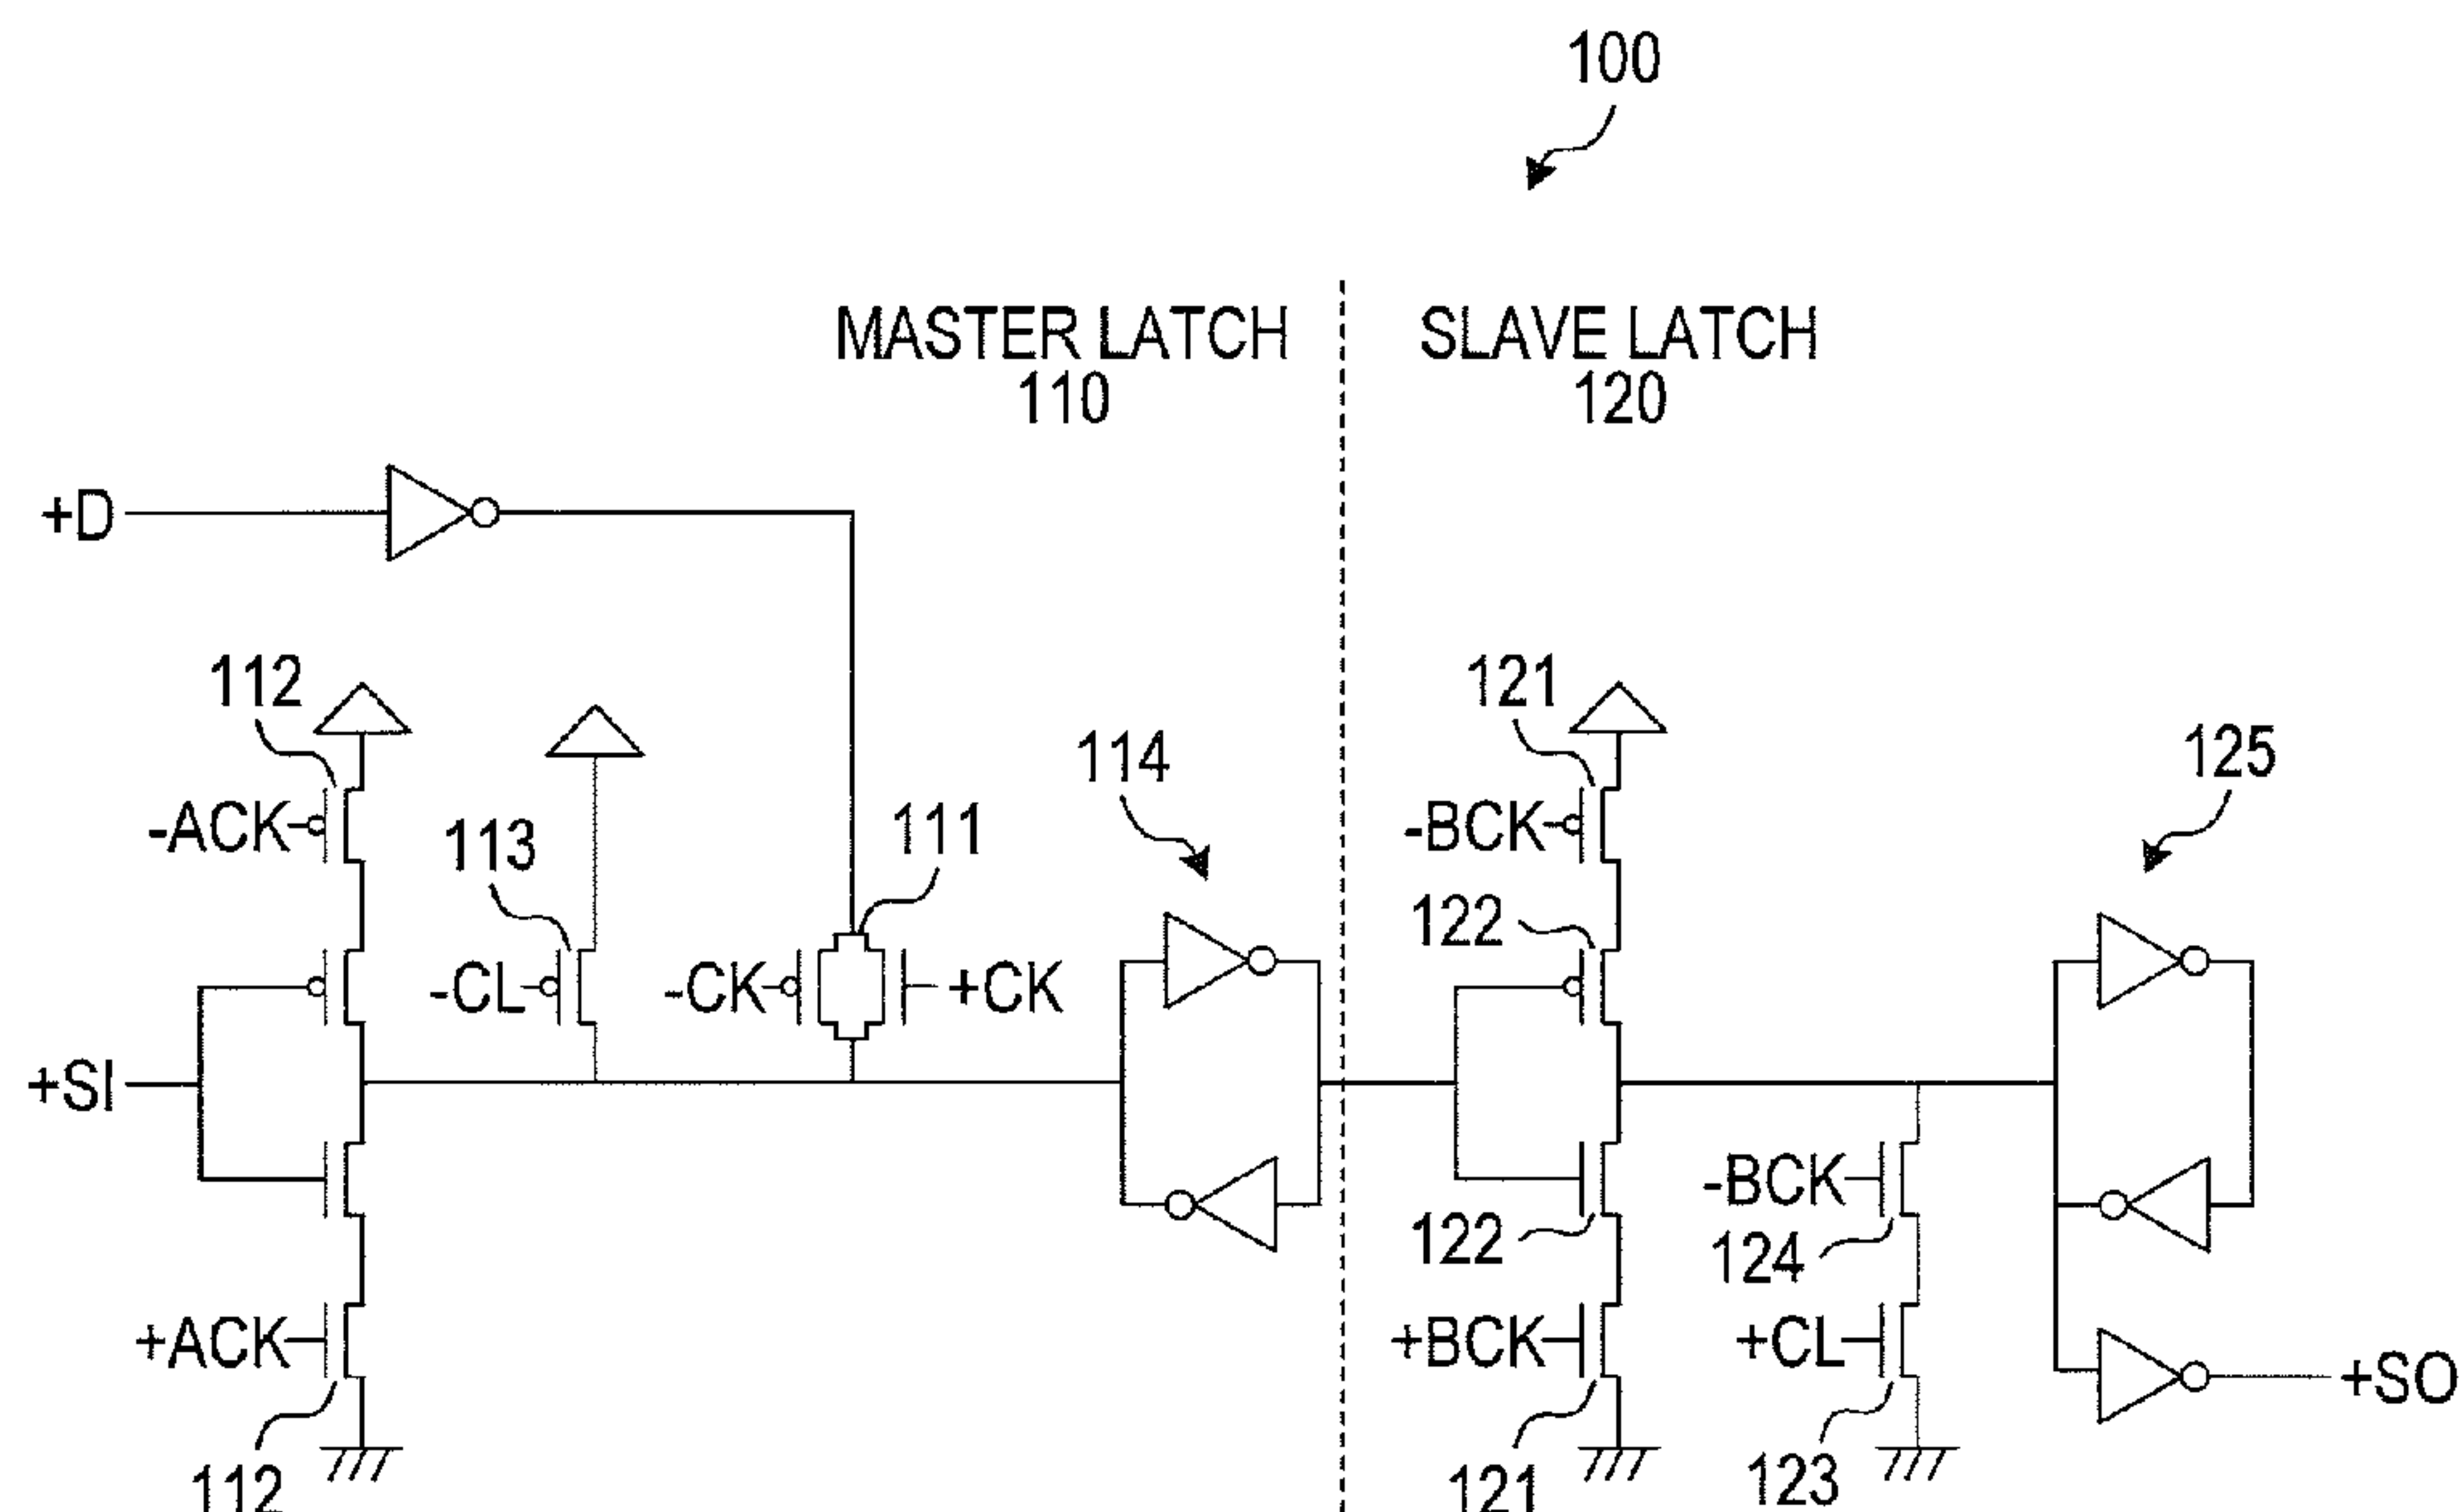 100
MASTER LATCH
110
SLAVE LATCH
120
+D
112
-ACK
113
-CL
-CK
111
+CK
114
121
-BCK
122
125
+SI
-BCK
124
122
+ACK
112
+BCK
121
+CL
123
+SO